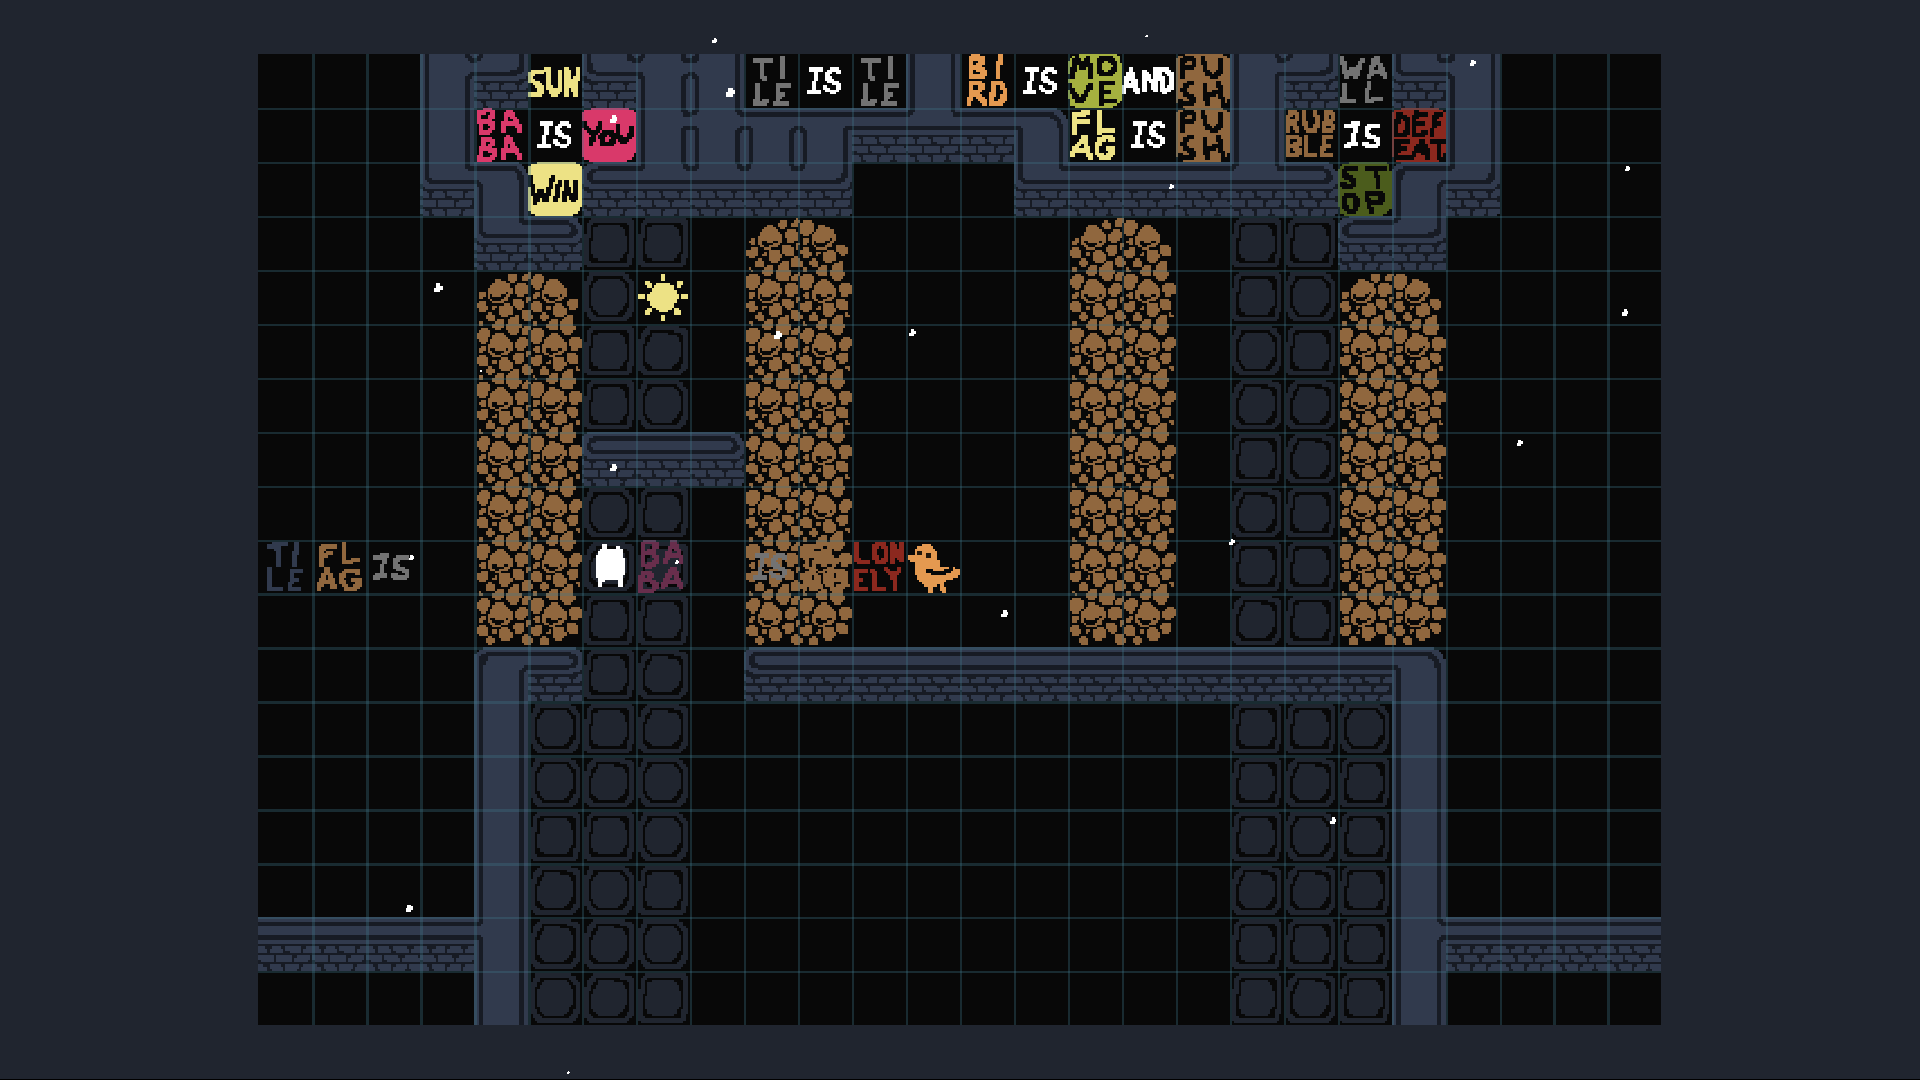 SUN TILE IS TILE BIRD IS MOVE AND PUSH WALL
BABA IS YOU FLAG IS PUSH RUBBLE IS DEFEAT
WIN STOP
TILE FLAG IS BABA IS LONELY